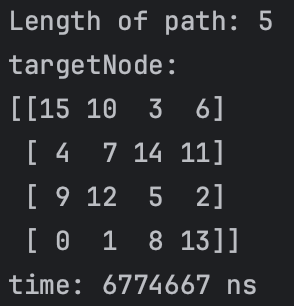 Length of path: 5
targetNode:
[[15 10  3  6]
 [ 4  7 14 11]
 [ 9 12  5  2]
 [ 0  1  8 13]]
time: 6774667 ns